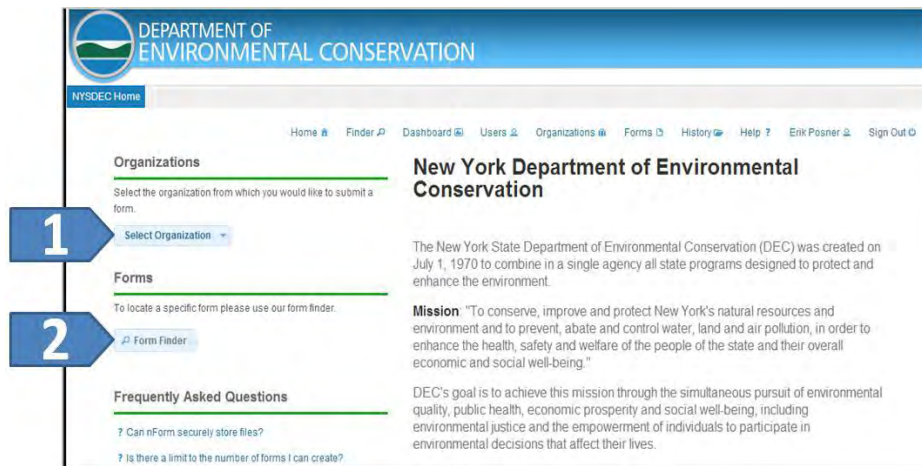 DEPARTMENT OF
ENVIRONMENTAL CONSERVATION
NYSDEC Home
Home Finder Dashboard Users Organizations Forms History Help ? Erik Posner Sign Out
Organizations
Select the organization from which you would like to submit a
form.
1
Select Organization
Forms
To locate a specific form please use our form finder.
2
Form Finder
Frequently Asked Questions
? Can nForm securely store files?
? Is there a limit to the number of forms I can create?
New York Department of Environmental
Conservation
The New York State Department of Environmental Conservation (DEC) was created on
July 1, 1970 to combine in a single agency all state programs designed to protect and
enhance the environment.
Mission: "To conserve, improve and protect New York's natural resources and
environment and to prevent, abate and control water, land and air pollution, in order to
enhance the health, safety and welfare of the people of the state and their overall
economic and social well-being."
DEC's goal is to achieve this mission through the simultaneous pursuit of environmental
quality, public health, economic prosperity and social well-being, including
environmental justice and the empowerment of individuals to participate in
environmental decisions that affect their lives.